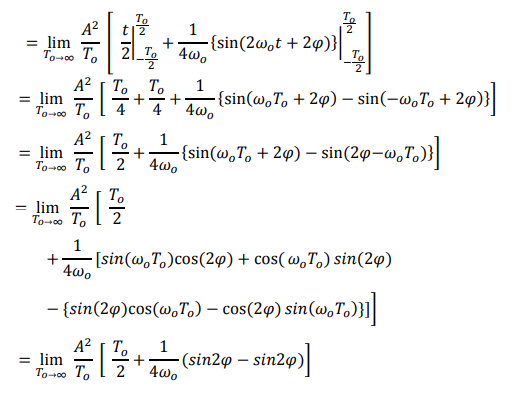 = lim_{T_o→∞} A²/T_o [ t/2 |_{-T_o/2}^{T_o/2} + 1/4ω_o {sin(2ω_o t + 2φ)} |_{-T_o/2}^{T_o/2} ]
= lim_{T_o→∞} A²/T_o [ T_o/4 + T_o/4 + 1/4ω_o {sin(ω_o T_o + 2φ) − sin(−ω_o T_o + 2φ)} ]
= lim_{T_o→∞} A²/T_o [ T_o/2 + 1/4ω_o {sin(ω_o T_o + 2φ) − sin(2φ−ω_o T_o)} ]
= lim_{T_o→∞} A²/T_o [ T_o/2
+ 1/4ω_o [sin(ω_o T_o)cos(2φ) + cos( ω_o T_o) sin(2φ)
− {sin(2φ)cos(ω_o T_o) − cos(2φ) sin(ω_o T_o)}] ]
= lim_{T_o→∞} A²/T_o [ T_o/2 + 1/4ω_o (sin2φ − sin2φ) ]